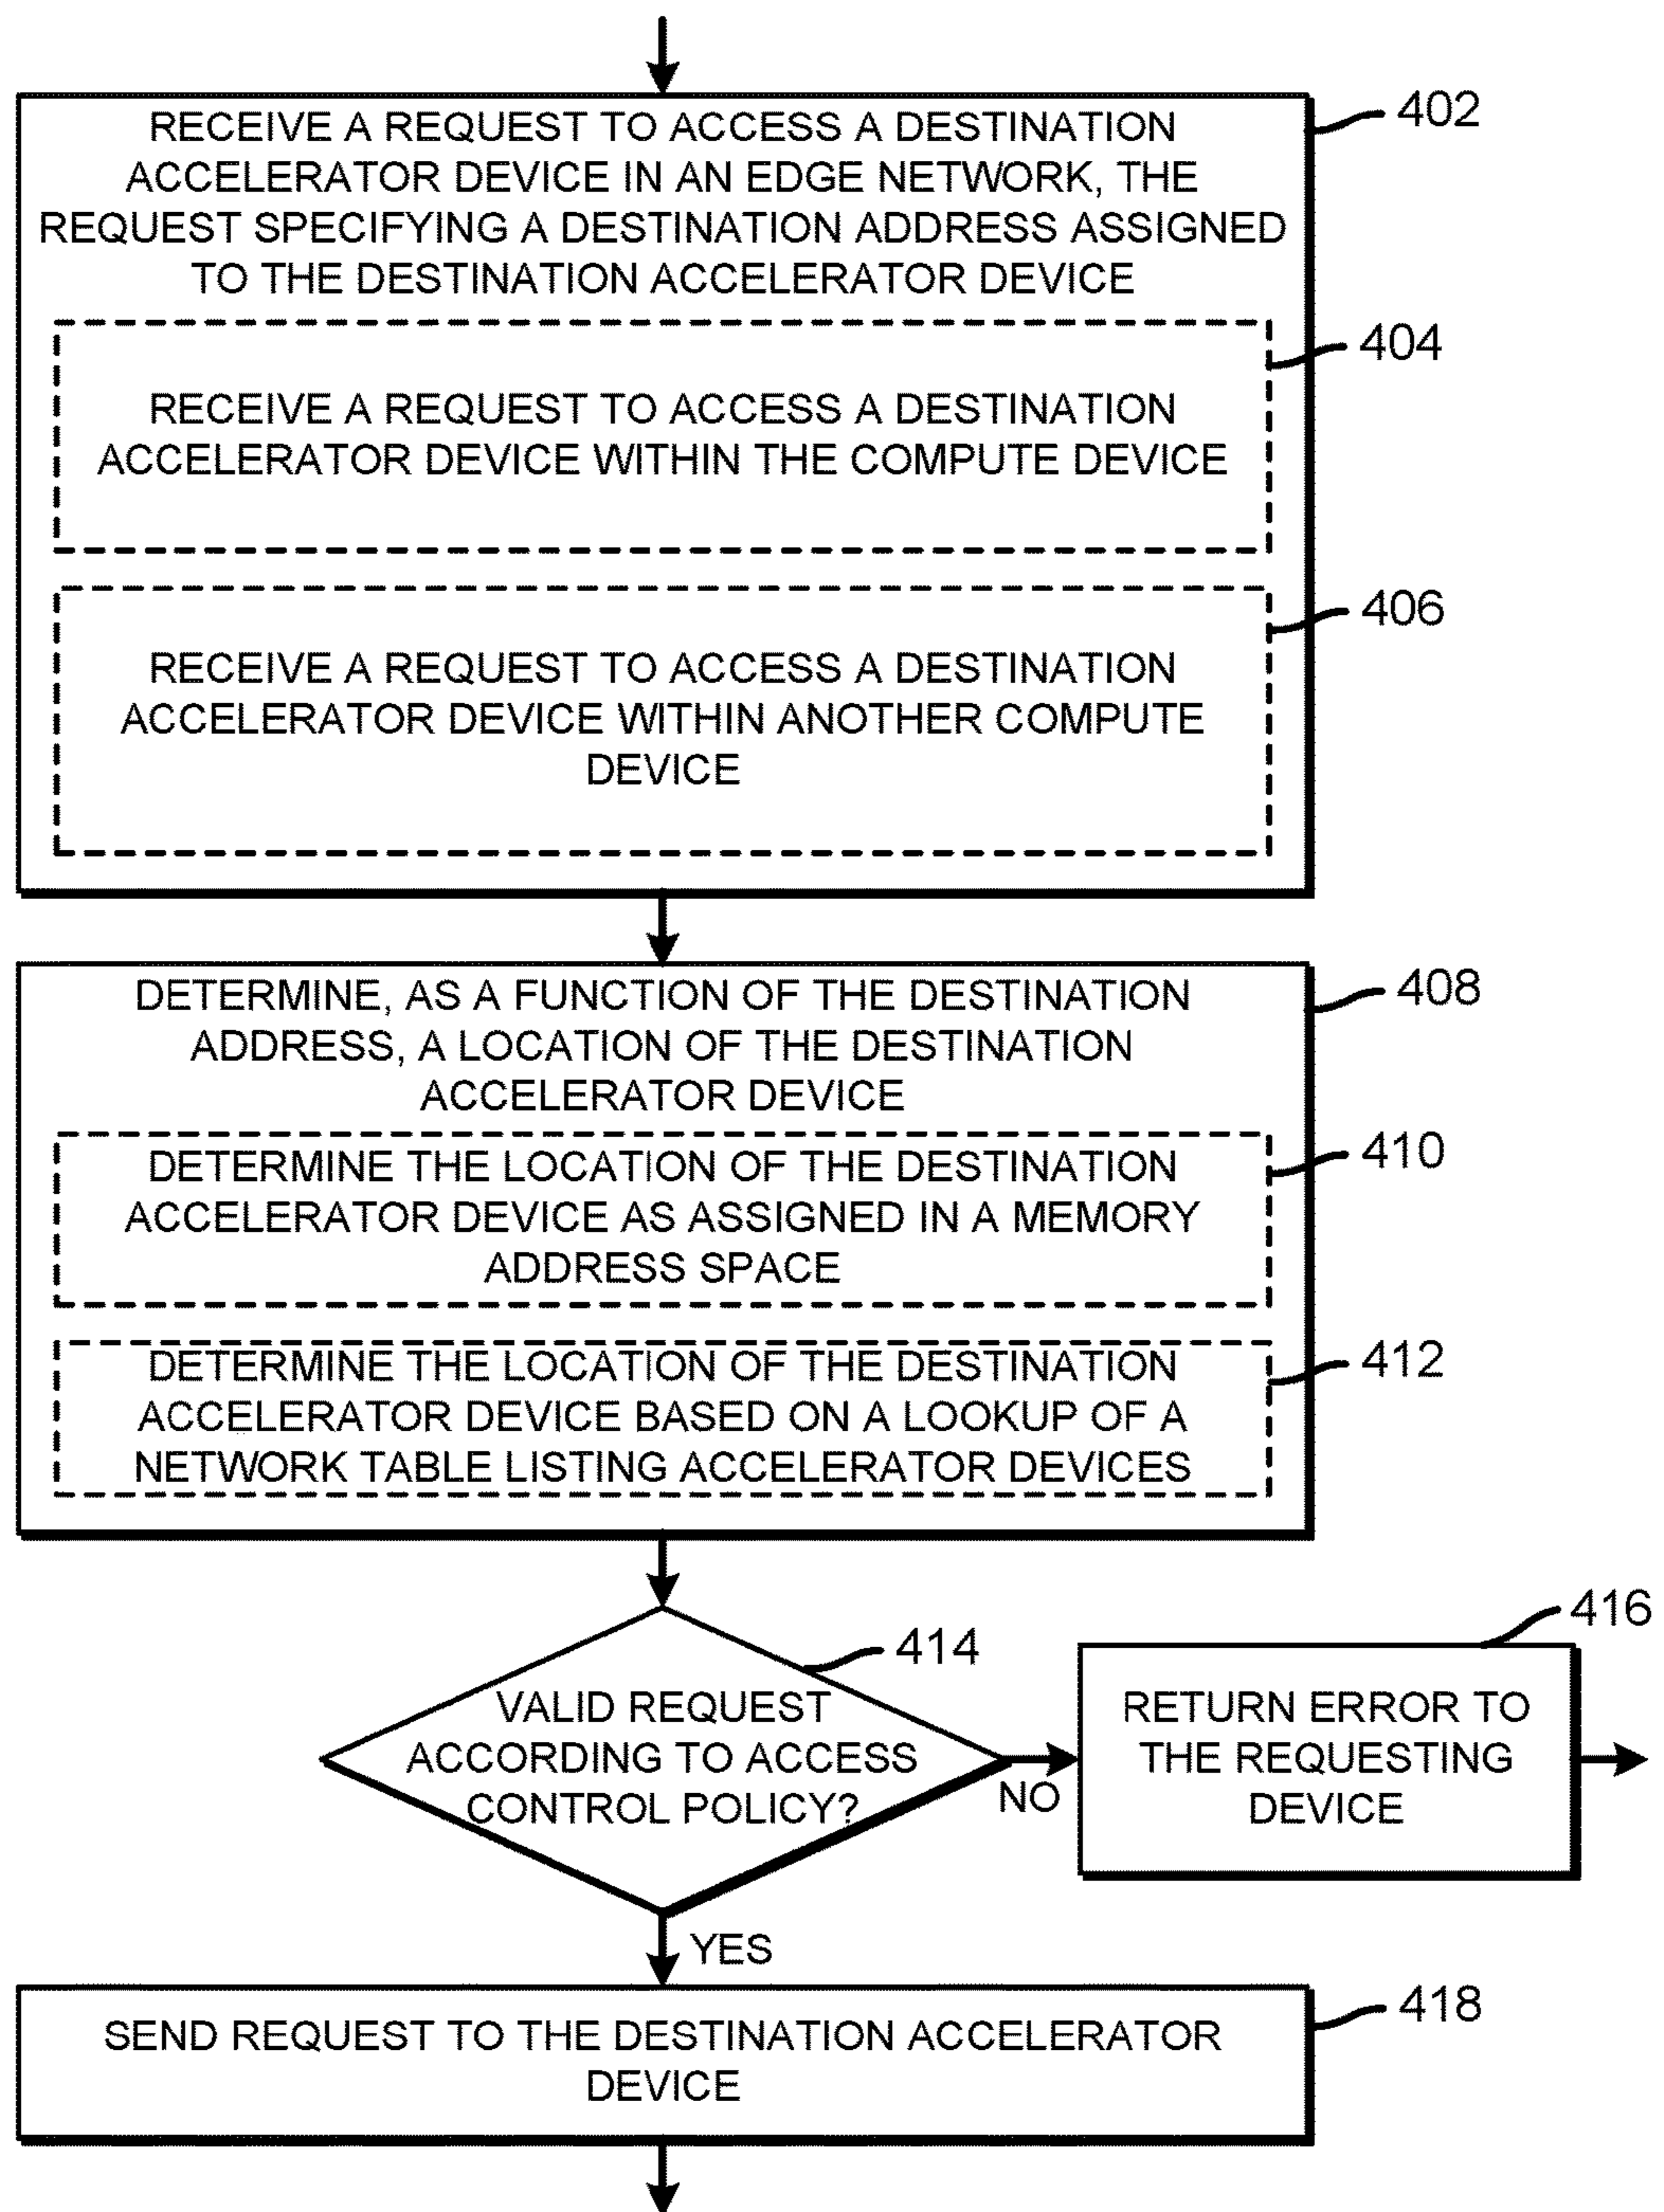 RECEIVE A REQUEST TO ACCESS A DESTINATION
ACCELERATOR DEVICE IN AN EDGE NETWORK, THE
REQUEST SPECIFYING A DESTINATION ADDRESS ASSIGNED
TO THE DESTINATION ACCELERATOR DEVICE
402
RECEIVE A REQUEST TO ACCESS A DESTINATION
ACCELERATOR DEVICE WITHIN THE COMPUTE DEVICE
404
RECEIVE A REQUEST TO ACCESS A DESTINATION
ACCELERATOR DEVICE WITHIN ANOTHER COMPUTE
DEVICE
406
DETERMINE, AS A FUNCTION OF THE DESTINATION
ADDRESS, A LOCATION OF THE DESTINATION
ACCELERATOR DEVICE
408
DETERMINE THE LOCATION OF THE DESTINATION
ACCELERATOR DEVICE AS ASSIGNED IN A MEMORY
ADDRESS SPACE
410
DETERMINE THE LOCATION OF THE DESTINATION
ACCELERATOR DEVICE BASED ON A LOOKUP OF A
NETWORK TABLE LISTING ACCELERATOR DEVICES
412
VALID REQUEST
ACCORDING TO ACCESS
CONTROL POLICY?
414
NO
RETURN ERROR TO
THE REQUESTING
DEVICE
416
YES
SEND REQUEST TO THE DESTINATION ACCELERATOR
DEVICE
418